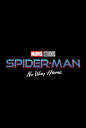 MARVEL STUDIOS
SPIDER-MAN
No Way Home